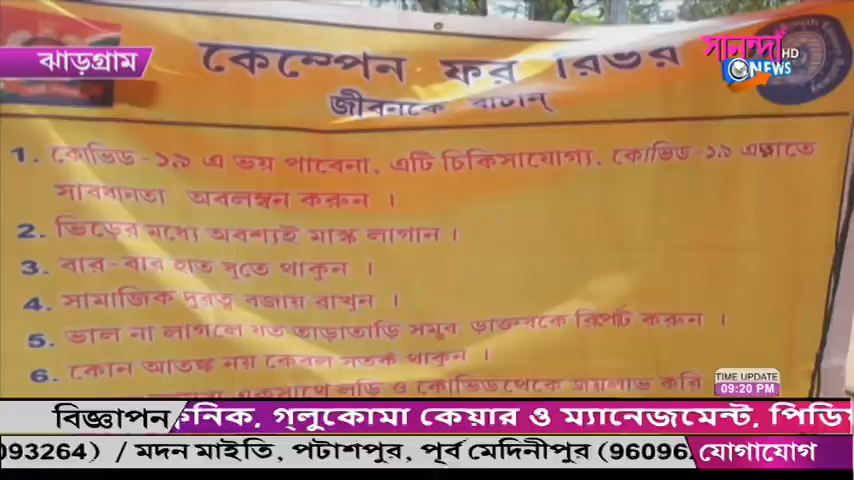 ঝাড়গ্রাম
সানন্দা HD
NEWS
কেম্পেন ফর
জীবনকে
1. কোভিড -১৯ এ ভয় পাবেনা, এটি চিকিসাযোগ্য, কোভিড -১৯ এড়াতে
সাবধানতা অবলম্বন করুন ।
2. ভিড়ের মধ্যে অবশ্যই মাস্ক লাগান ।
3. বার-বার হাত ধুতে থাকুন ।
4. সামাজিক দুরত্ব বজায় রাখুন ।
5. ভাল না লাগলে যত তাড়াতাড়ি সম্ভব ডাক্তরকে রিপোর্ট করুন ।
6. কোন আতঙ্ক নয় কেবল সতর্ক থাকুন ।
একসাথে লড়ি ও কোভিডথেকে জয়লাভ করি
TIME UPDATE
09:20 PM
বিজ্ঞাপন
নিক, গ্লুকোমা কেয়ার ও ম্যানেজমেন্ট, পিডি
093264) / মদন মাইতি, পটাশপুর, পূর্ব মেদিনীপুর (96096
যোগাযোগ